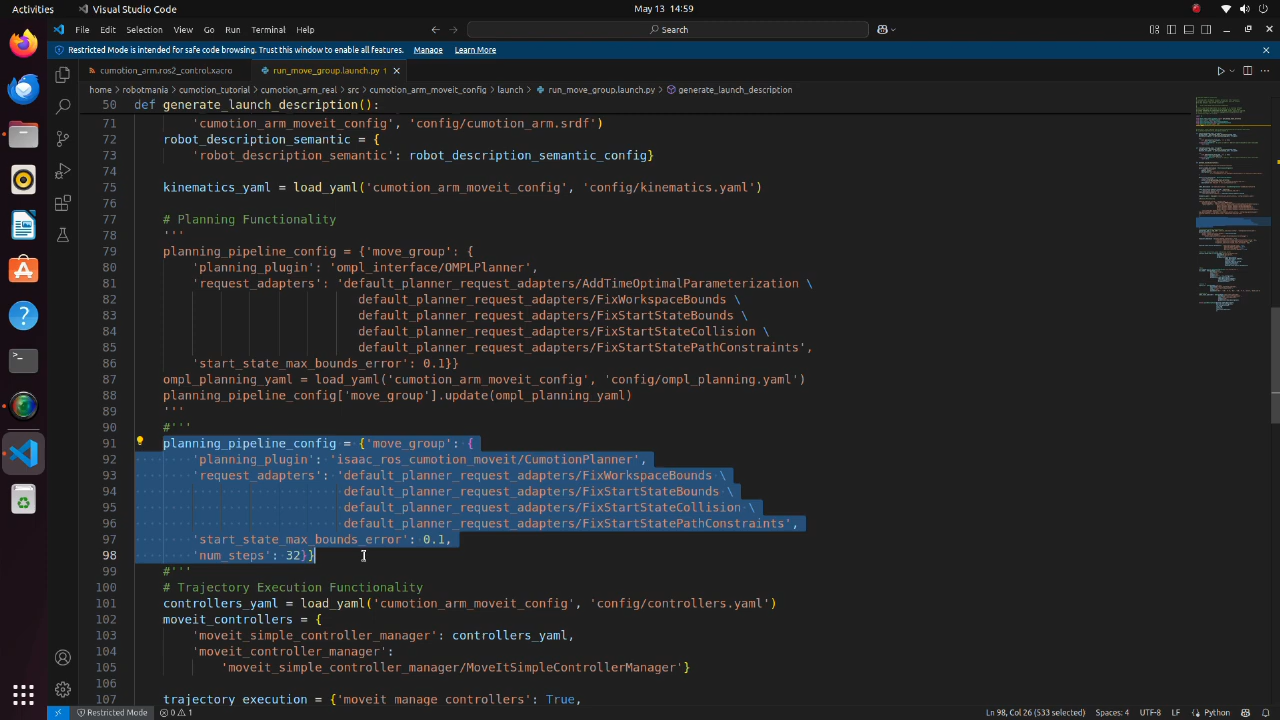 Activities
Visual Studio Code
May 13 14:59
File Edit Selection View Go Run Terminal Help
Search
Restricted Mode is intended for safe code browsing. Trust this window to enable all features. Manage Learn More
cumotion_arm.ros2_control.xacro
run_move_group.launch.py 1
home > robotmania > cumotion_tutorial > cumotion_arm_real > src > cumotion_arm_moveit_config > launch > run_move_group.launch.py > generate_launch_description
50 def generate_launch_description():
71 'cumotion_arm_moveit_config', 'config/cumotion_arm.srdf')
72 robot_description_semantic = {
73 'robot_description_semantic': robot_description_semantic_config}
74
75 kinematics_yaml = load_yaml('cumotion_arm_moveit_config', 'config/kinematics.yaml')
76
77 # Planning Functionality
78 '''
79 planning_pipeline_config = {'move_group': {
80 'planning_plugin': 'ompl_interface/OMPLPlanner',
81 'request_adapters': 'default_planner_request_adapters/AddTimeOptimalParameterization \
82 default_planner_request_adapters/FixWorkspaceBounds \
83 default_planner_request_adapters/FixStartStateBounds \
84 default_planner_request_adapters/FixStartStateCollision \
85 default_planner_request_adapters/FixStartStatePathConstraints',
86 'start_state_max_bounds_error': 0.1}}
87 ompl_planning_yaml = load_yaml('cumotion_arm_moveit_config', 'config/ompl_planning.yaml')
88 planning_pipeline_config['move_group'].update(ompl_planning_yaml)
89 '''
90 #'''
91 planning_pipeline_config = {'move_group': {
92 'planning_plugin': 'isaac_ros_cumotion_moveit/CumotionPlanner',
93 'request_adapters': 'default_planner_request_adapters/FixWorkspaceBounds \
94 default_planner_request_adapters/FixStartStateBounds \
95 default_planner_request_adapters/FixStartStateCollision \
96 default_planner_request_adapters/FixStartStatePathConstraints',
97 'start_state_max_bounds_error': 0.1,
98 'num_steps': 32}}
99 #'''
100 # Trajectory Execution Functionality
101 controllers_yaml = load_yaml('cumotion_arm_moveit_config', 'config/controllers.yaml')
102 moveit_controllers = {
103 'moveit_simple_controller_manager': controllers_yaml,
104 'moveit_controller_manager':
105 'moveit_simple_controller_manager/MoveItSimpleControllerManager'}
106
107 trajectory_execution = {'moveit_manage_controllers': True,
Restricted Mode 0 1 Ln 98, Col 26 (533 selected) Spaces: 4 UTF-8 LF Python